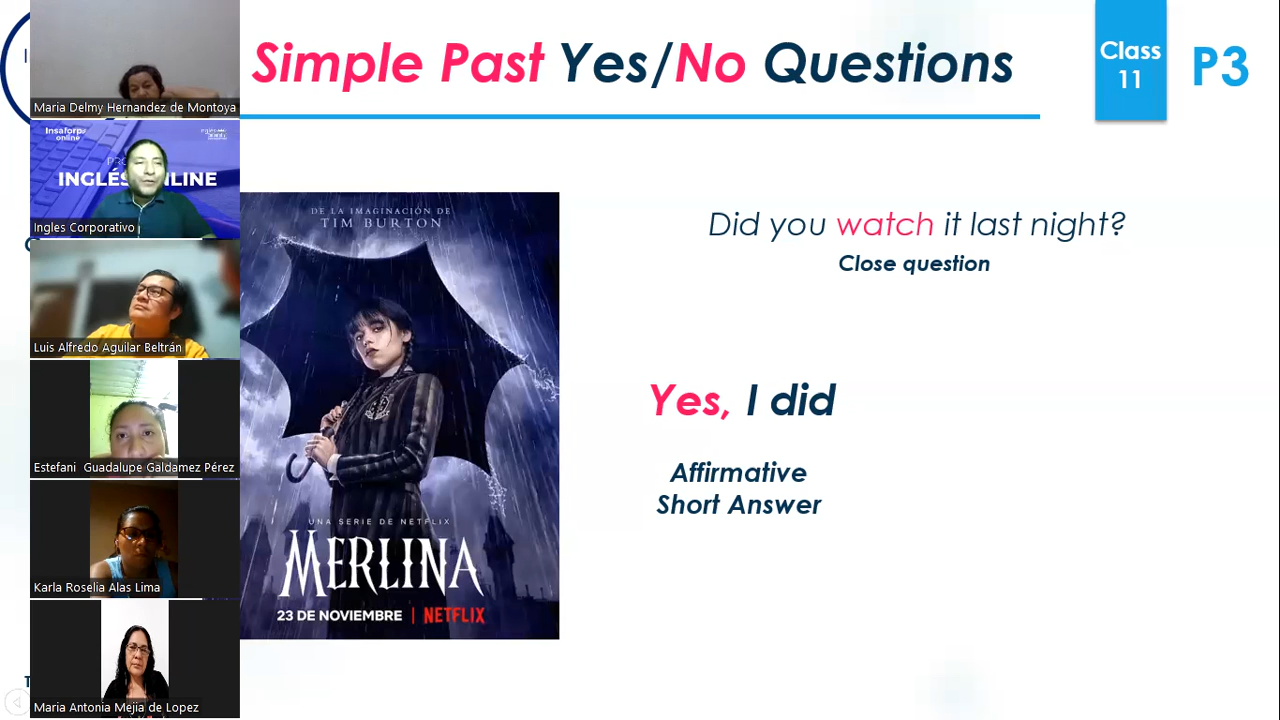 Simple Past Yes/No Questions
Class
11
P3
Maria Delmy Hernandez de Montoya
Insaforp
online
INGLÉS
LINE
Ingles Corporativo
Luis Alfredo Aguilar Beltrán
Estefani Guadalupe Galdamez Pérez
Karla Roselia Alas Lima
Maria Antonia Mejia de Lopez
DE LA IMAGINACIÓN DE
TIM BURTON
UNA SERIE DE NETFLIX
MERLINA
23 DE NOVIEMBRE | NETFLIX
Did you watch it last night?
Close question
Yes, I did
Affirmative
Short Answer